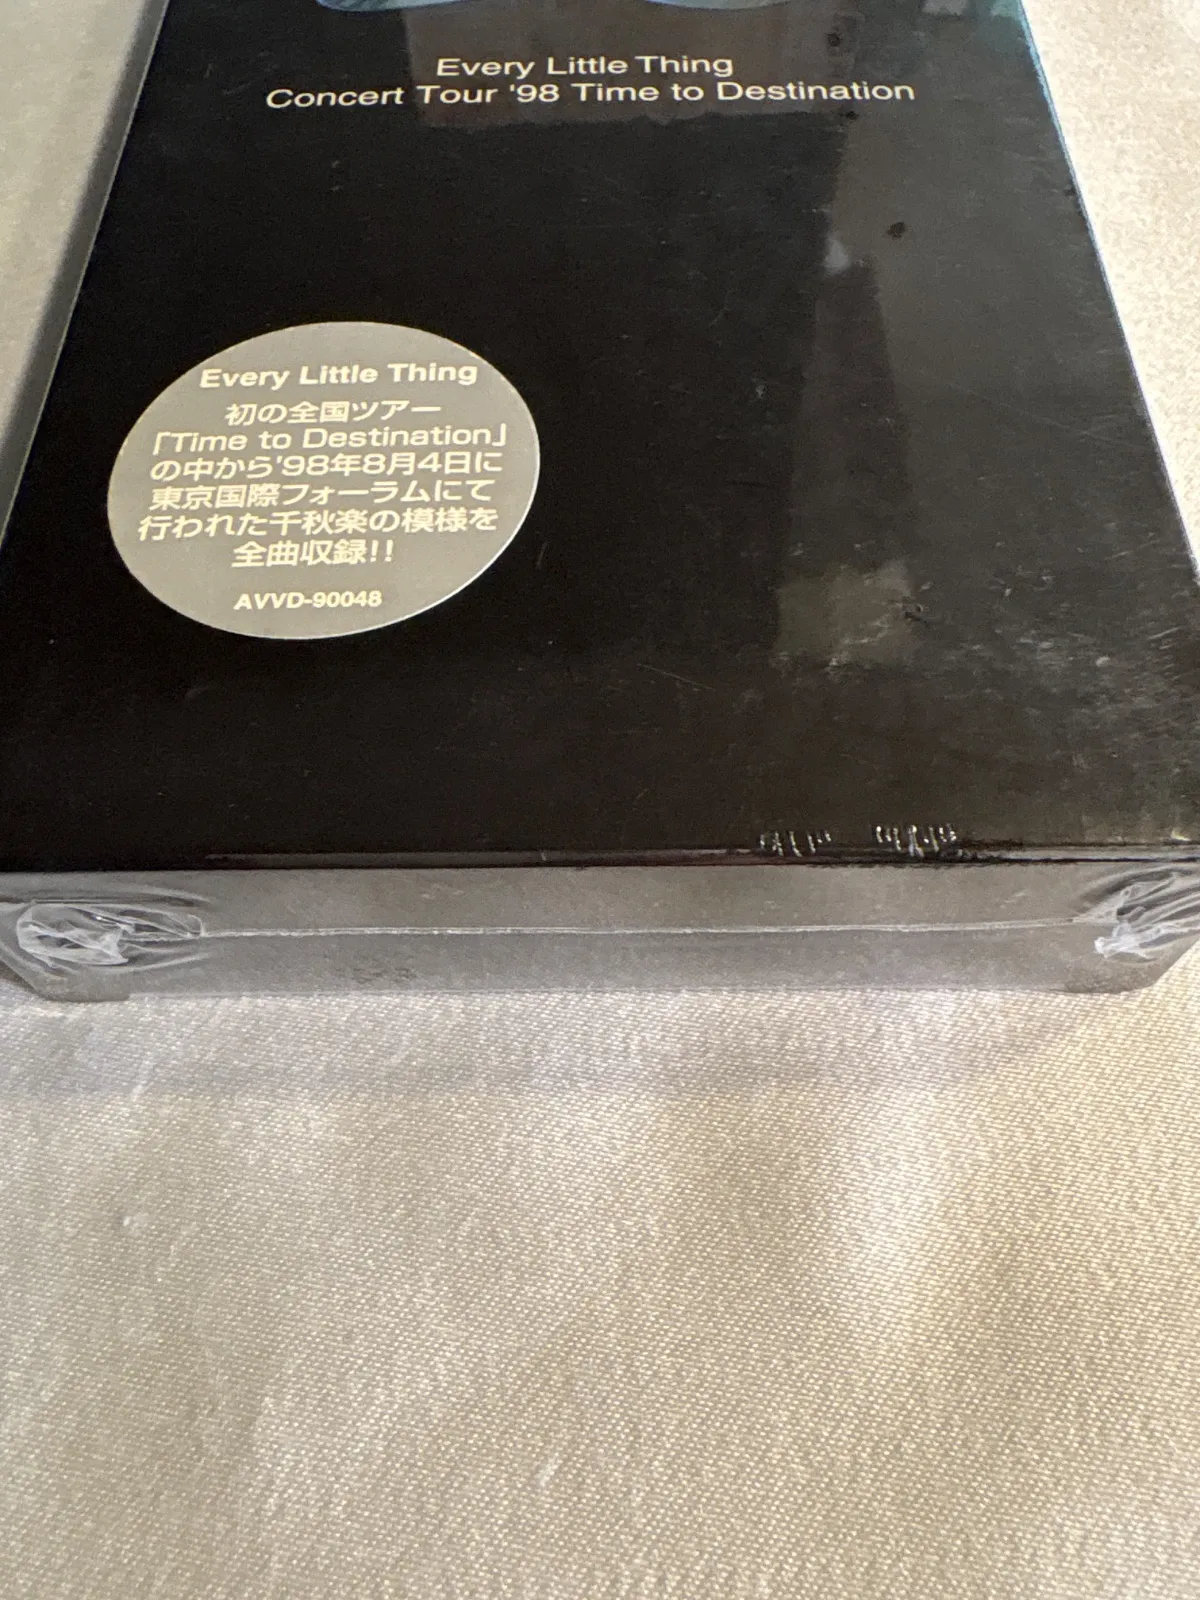 Every Little Thing
Concert Tour '98 Time to Destination
Every Little Thing
初の全国ツアー
「Time to Destination」
の中から'98年8月4日に
東京国際フォーラムにて
行われた千秋楽の模様を
全曲収録!!
AVVD-90048